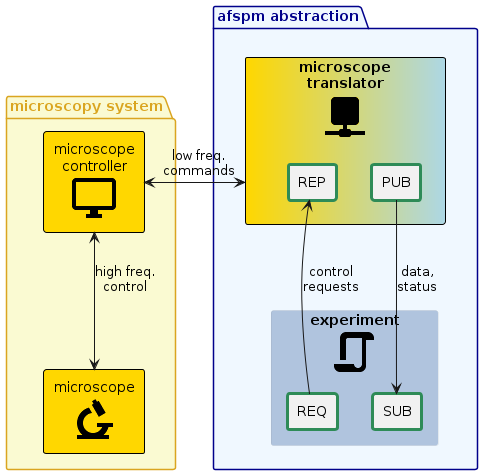 afspm abstraction
microscope
translator
microscopy system
microscope
controller
low freq.
commands
REP
PUB
high freq.
control
control
requests
data,
status
experiment
microscope
REQ
SUB